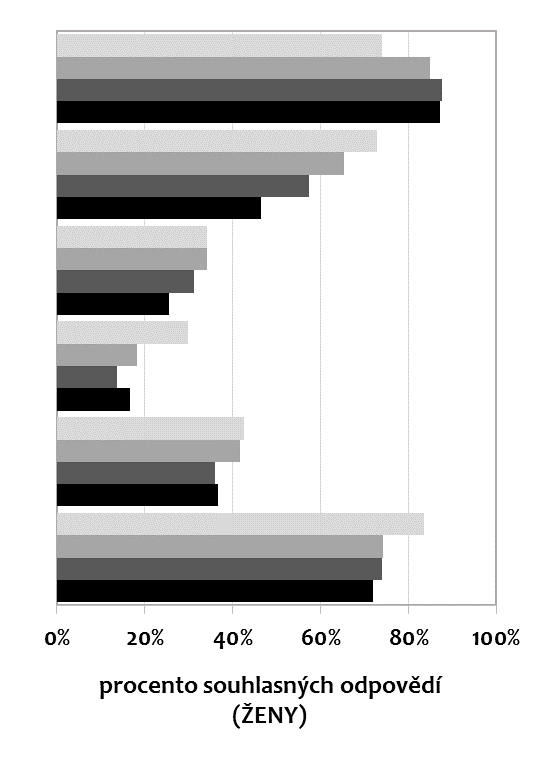 0% 20% 40% 60% 80% 100%
procento souhlasných odpovědí
(ŽENY)